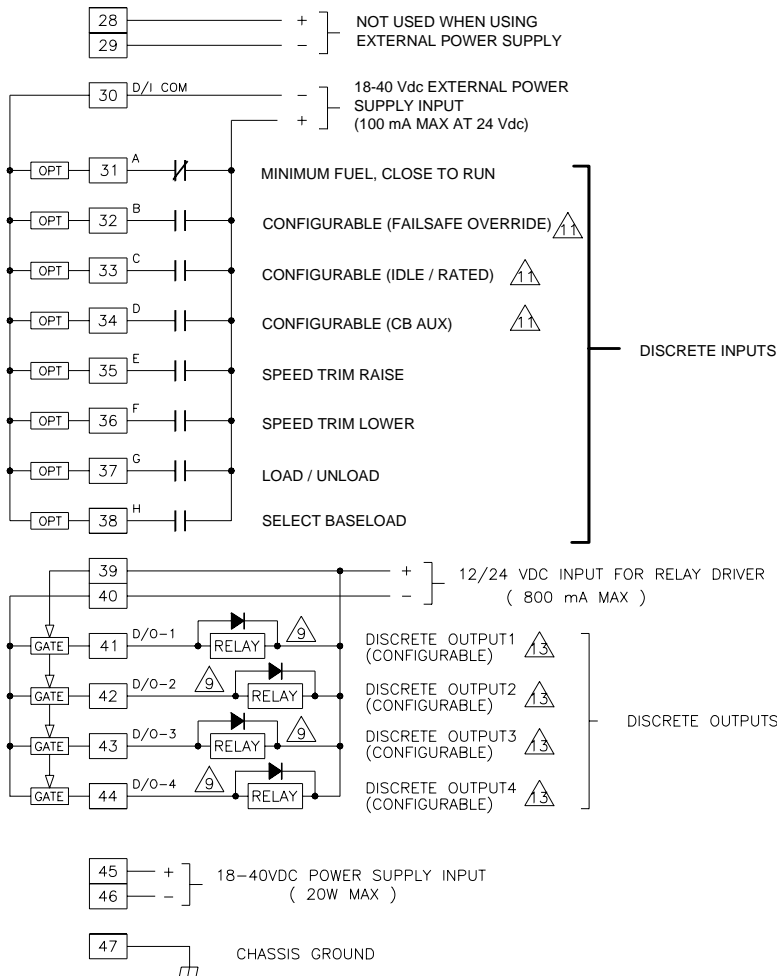 28 + NOT USED WHEN USING
29 − EXTERNAL POWER SUPPLY
30 D/I COM − 18-40 Vdc EXTERNAL POWER
SUPPLY INPUT
+ (100 mA MAX AT 24 Vdc)
OPT 31 A MINIMUM FUEL, CLOSE TO RUN
OPT 32 B CONFIGURABLE (FAILSAFE OVERRIDE) 11
OPT 33 C CONFIGURABLE (IDLE / RATED) 11
OPT 34 D CONFIGURABLE (CB AUX) 11
DISCRETE INPUTS
OPT 35 E SPEED TRIM RAISE
OPT 36 F SPEED TRIM LOWER
OPT 37 G LOAD / UNLOAD
OPT 38 H SELECT BASELOAD
39 + 12/24 VDC INPUT FOR RELAY DRIVER
40 − ( 800 mA MAX )
GATE 41 D/O-1 RELAY 9 DISCRETE OUTPUT1 13
(CONFIGURABLE)
GATE 42 D/O-2 9 RELAY DISCRETE OUTPUT2 13
(CONFIGURABLE)
DISCRETE OUTPUTS
GATE 43 D/O-3 RELAY 9 DISCRETE OUTPUT3 13
(CONFIGURABLE)
GATE 44 D/O-4 9 RELAY DISCRETE OUTPUT4 13
(CONFIGURABLE)
45 + 18-40VDC POWER SUPPLY INPUT
46 − ( 20W MAX )
47 CHASSIS GROUND